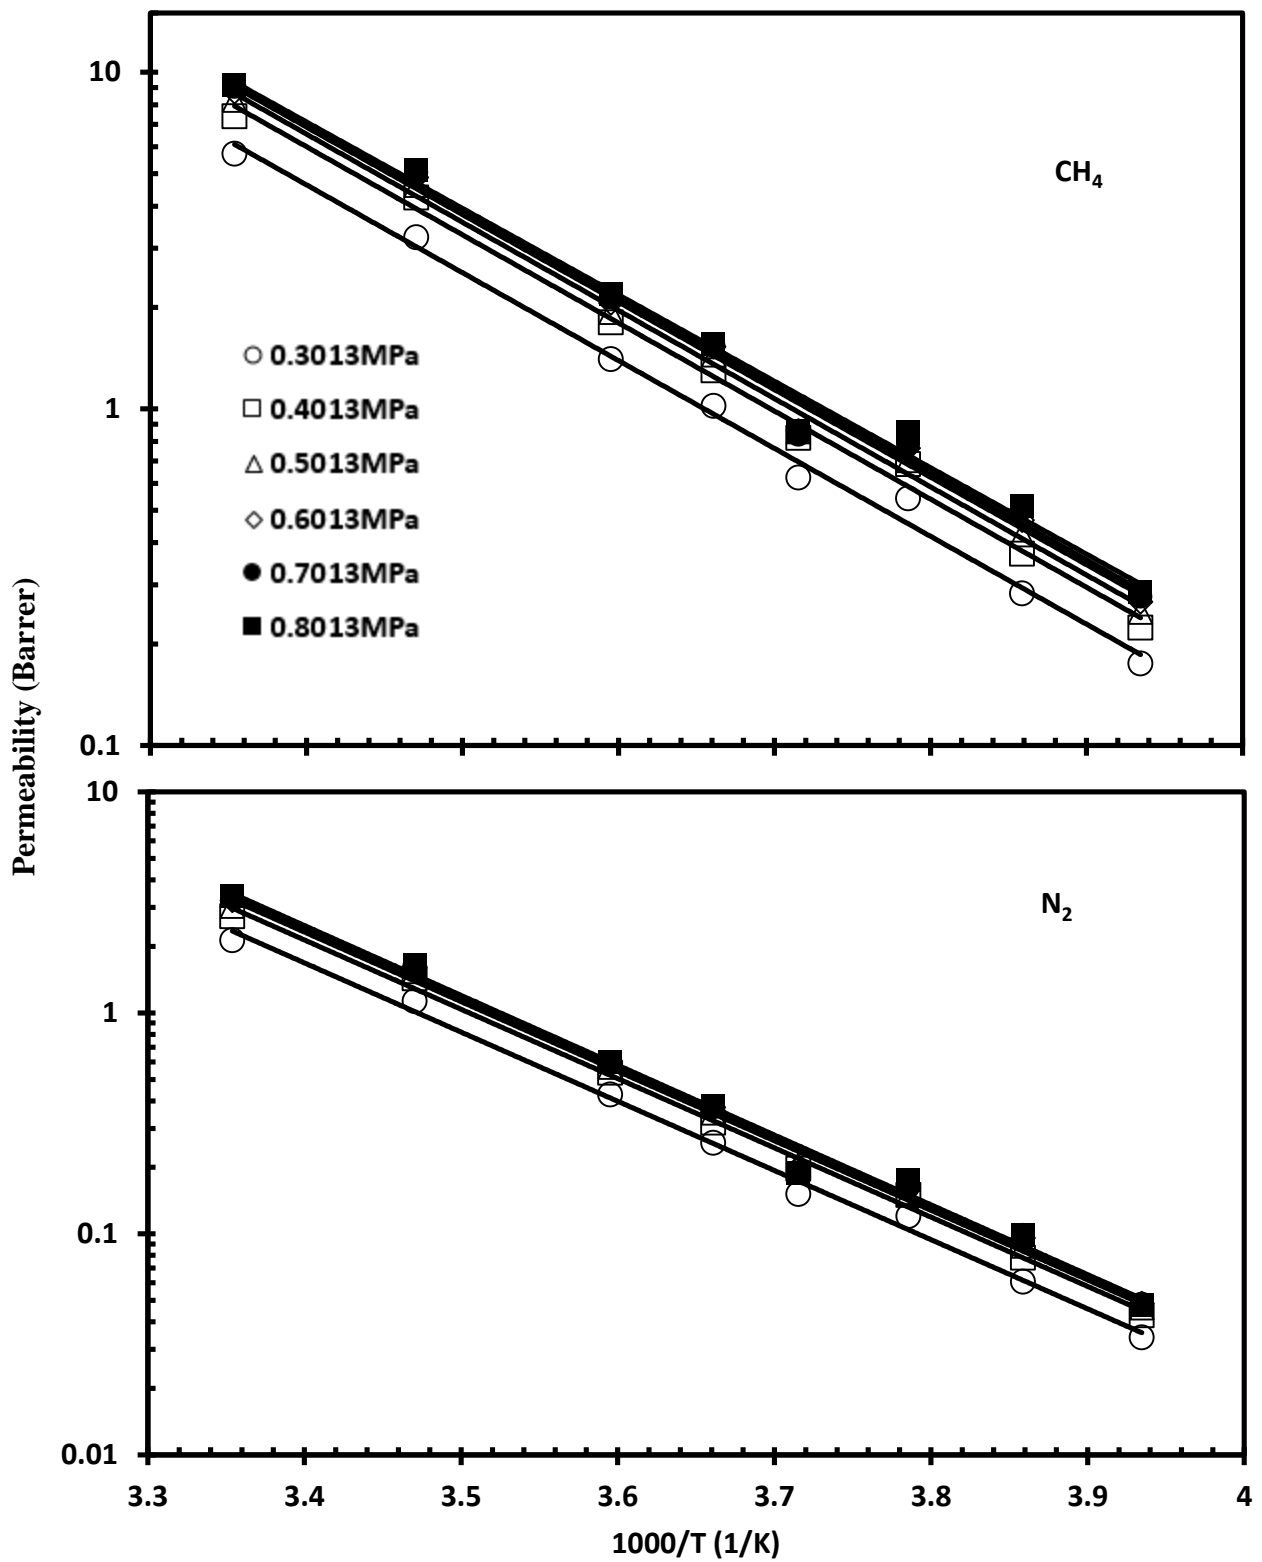 10
CH4
0.3013MPa
1
0.4013MPa
0.5013MPa
0.6013MPa
0.7013MPa
0.8013MPa
Permeability (Barrer)
0.1
10
N2
1
0.1
0.01
3.3 3.4 3.5 3.6 3.7 3.8 3.9 4
1000/T (1/K)